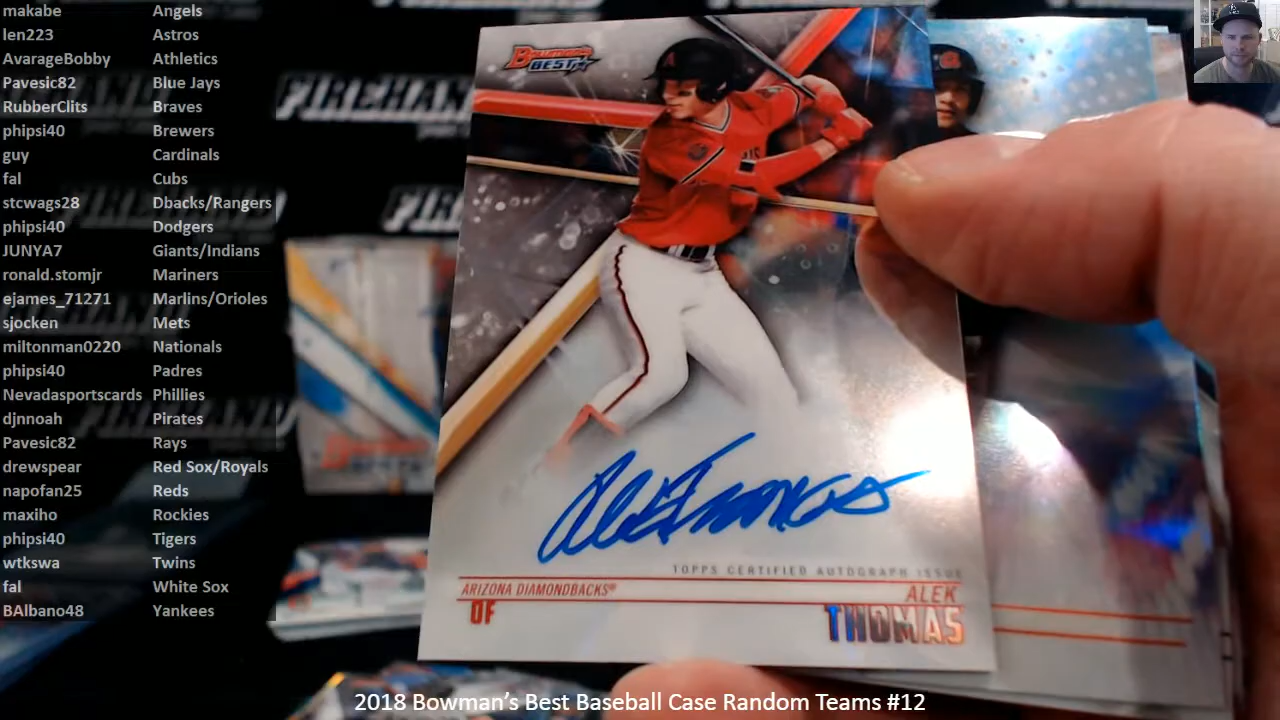 makabe Angels
len223 Astros
AvarageBobby Athletics
Pavesic82 Blue Jays
RubberClits Braves
phipsi40 Brewers
guy Cardinals
fal Cubs
stcwags28 Dbacks/Rangers
phipsi40 Dodgers
JUNYA7 Giants/Indians
ronald.stomjr Mariners
ejames_71271 Marlins/Orioles
sjocken Mets
miltonman0220 Nationals
phipsi40 Padres
Nevadasportscards Phillies
djnnoah Pirates
Pavesic82 Rays
drewspear Red Sox/Royals
napofan25 Reds
maxiho Rockies
phipsi40 Tigers
wtkswa Twins
fal White Sox
BAlbano48 Yankees
BOWMAN'S
BEST
Alek Thomas
TOPPS CERTIFIED AUTOGRAPH ISSUE
ARIZONA DIAMONDBACKS®
ALEK
OF
THOMAS
2018 Bowman's Best Baseball Case Random Teams #12